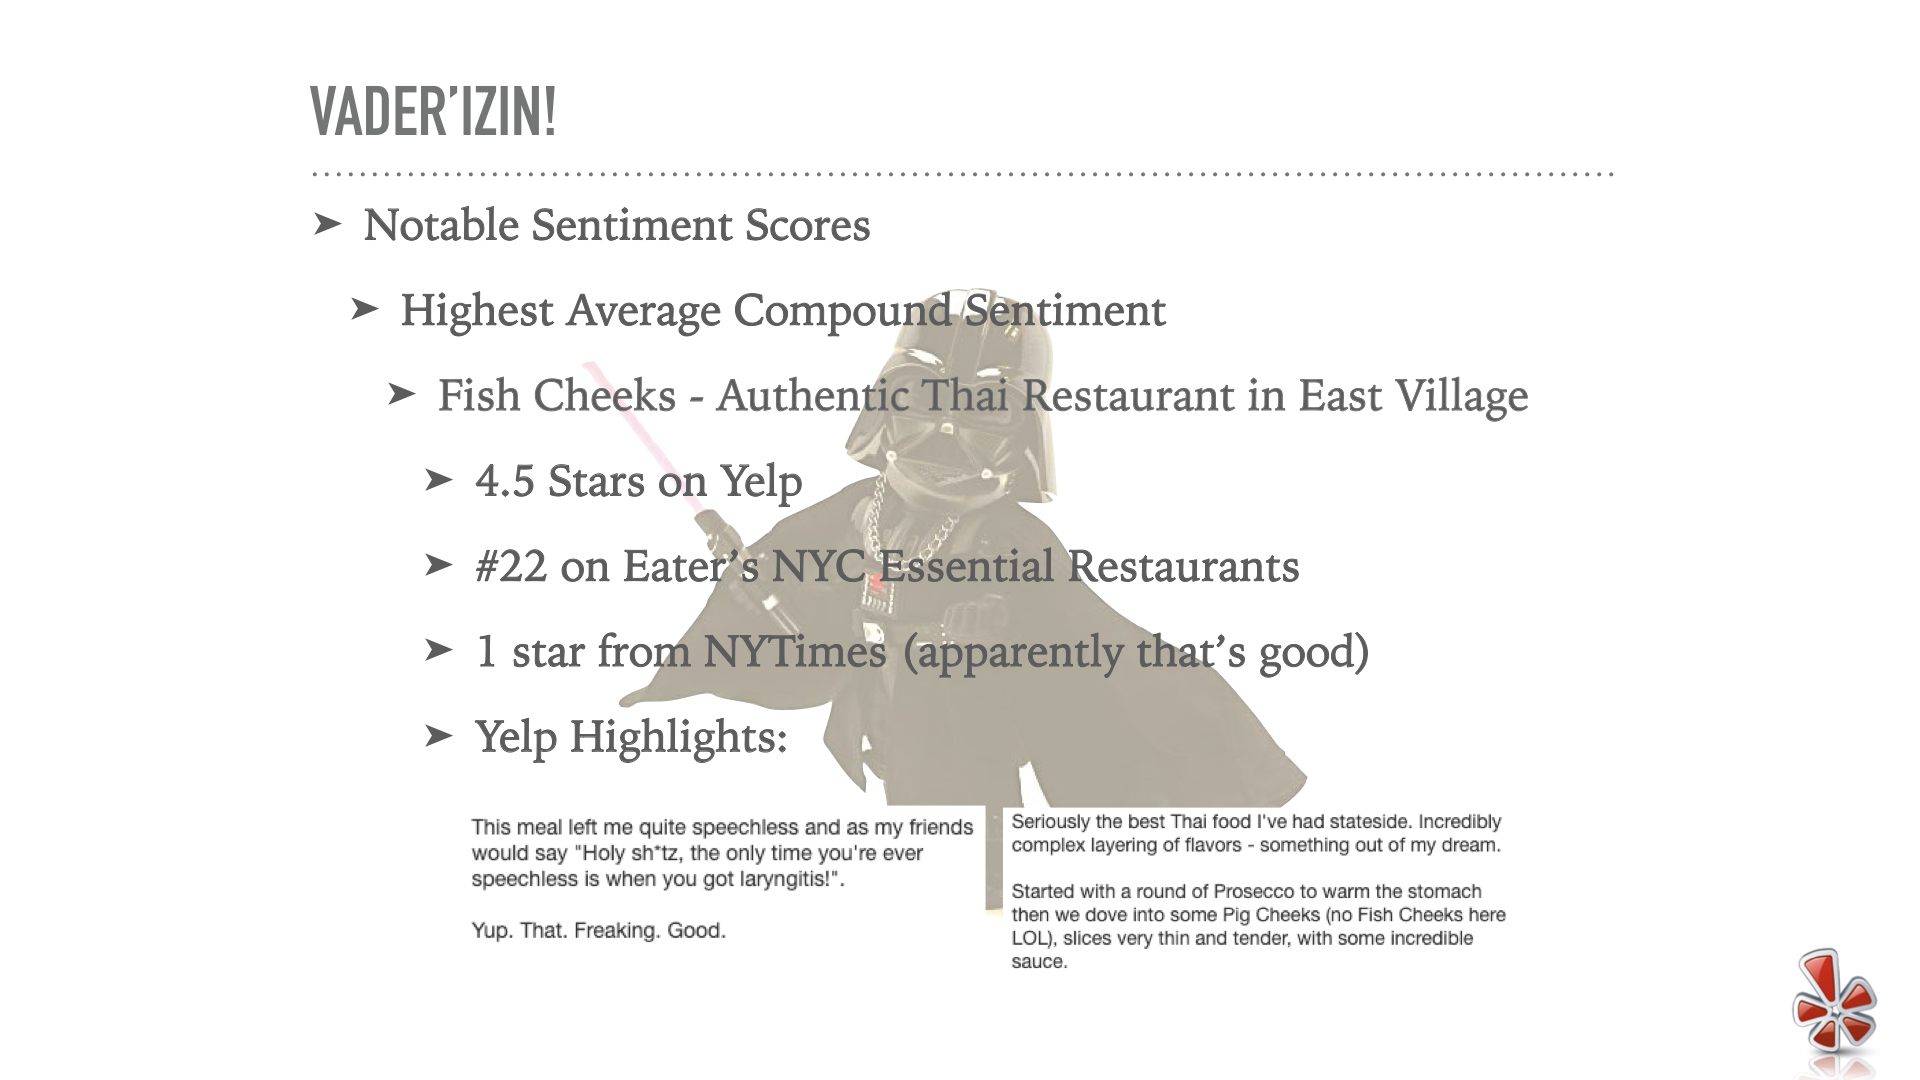 VADER’IZIN!
➤ Notable Sentiment Scores
➤ Highest Average Compound Sentiment
➤ Fish Cheeks - Authentic Thai Restaurant in East Village
➤ 4.5 Stars on Yelp
➤ #22 on Eater’s NYC Essential Restaurants
➤ 1 star from NYTimes (apparently that’s good)
➤ Yelp Highlights:
This meal left me quite speechless and as my friends
would say "Holy sh*tz, the only time you're ever
speechless is when you got laryngitis!".
Yup. That. Freaking. Good.
Seriously the best Thai food I've had stateside. Incredibly
complex layering of flavors - something out of my dream.
Started with a round of Prosecco to warm the stomach
then we dove into some Pig Cheeks (no Fish Cheeks here
LOL), slices very thin and tender, with some incredible
sauce.